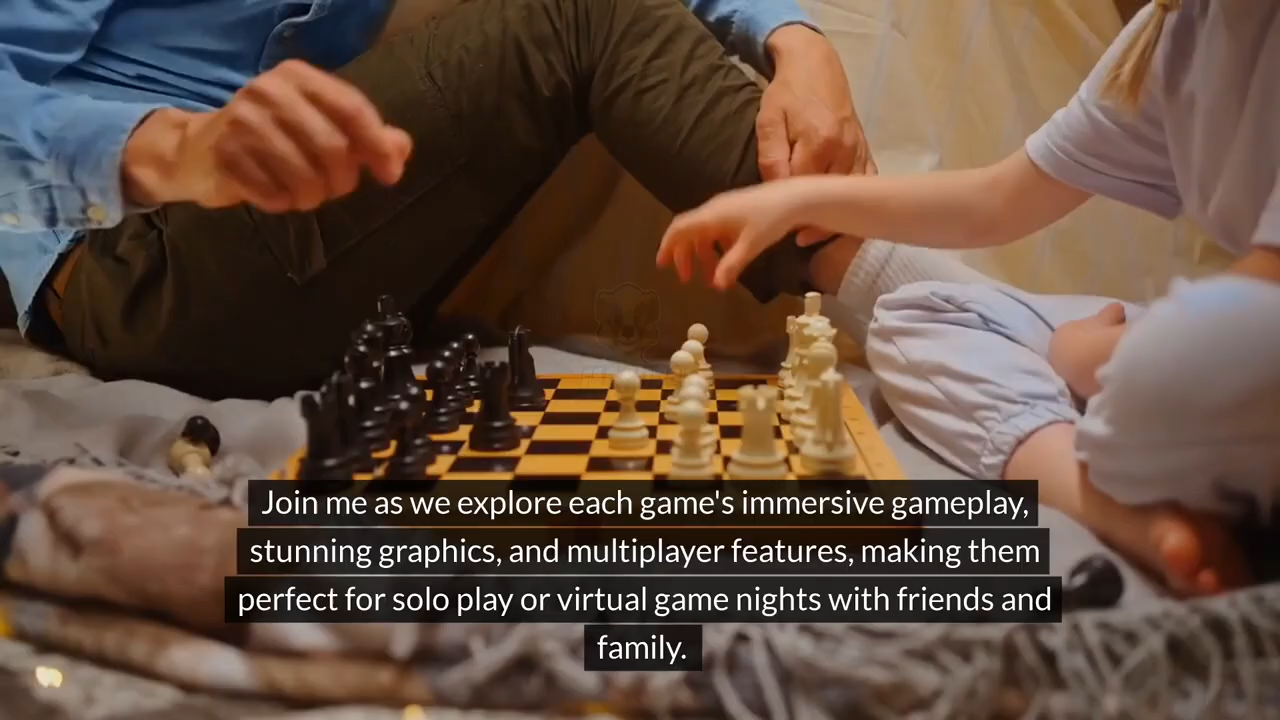 Join me as we explore each game's immersive gameplay,
stunning graphics, and multiplayer features, making them
perfect for solo play or virtual game nights with friends and
family.